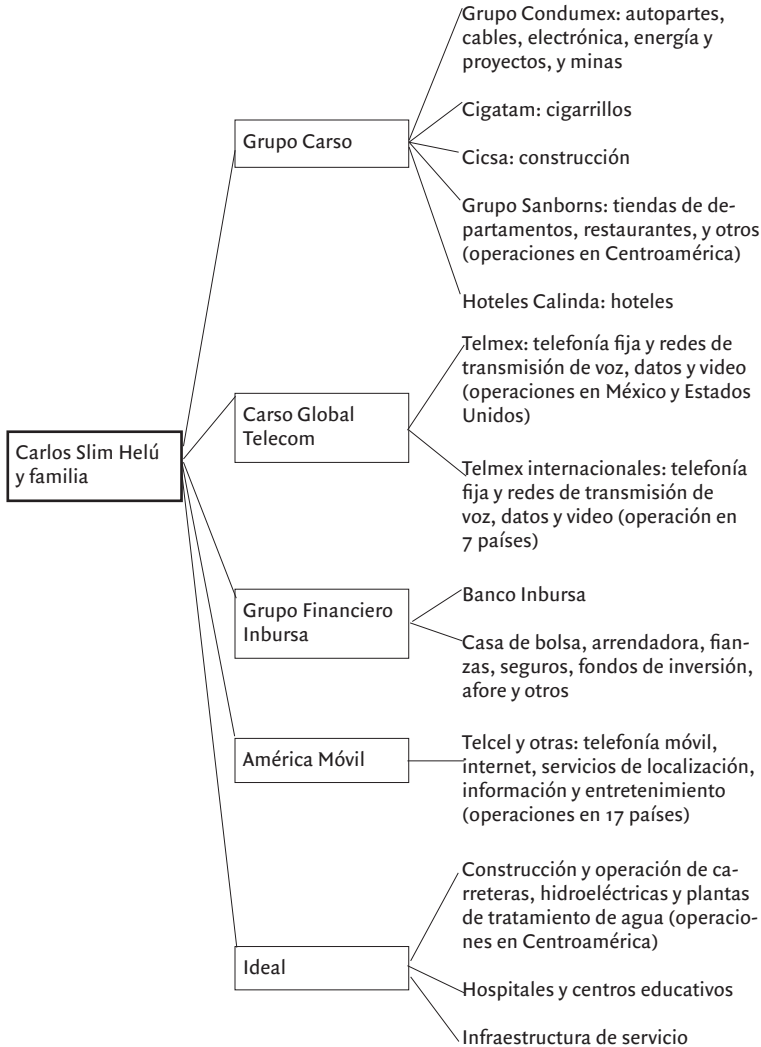 Grupo Condumex: autopartes,
cables, electrónica, energía y
proyectos, y minas
Grupo Carso
Cigatam: cigarrillos
Cicsa: construcción
Grupo Sanborns: tiendas de de-
partamentos, restaurantes, y otros
(operaciones en Centroamérica)
Hoteles Calinda: hoteles
Carlos Slim Helú
y familia
Carso Global
Telecom
Telmex: telefonía fija y redes de
transmisión de voz, datos y video
(operaciones en México y Estados
Unidos)
Telmex internacionales: telefonía
fija y redes de transmisión de
voz, datos y video (operación en
7 países)
Grupo Financiero
Inbursa
Banco Inbursa
Casa de bolsa, arrendadora, fian-
zas, seguros, fondos de inversión,
afore y otros
América Móvil
Telcel y otras: telefonía móvil,
internet, servicios de localización,
información y entretenimiento
(operaciones en 17 países)
Ideal
Construcción y operación de ca-
rreteras, hidroeléctricas y plantas
de tratamiento de agua (operacio-
nes en Centroamérica)
Hospitales y centros educativos
Infraestructura de servicio